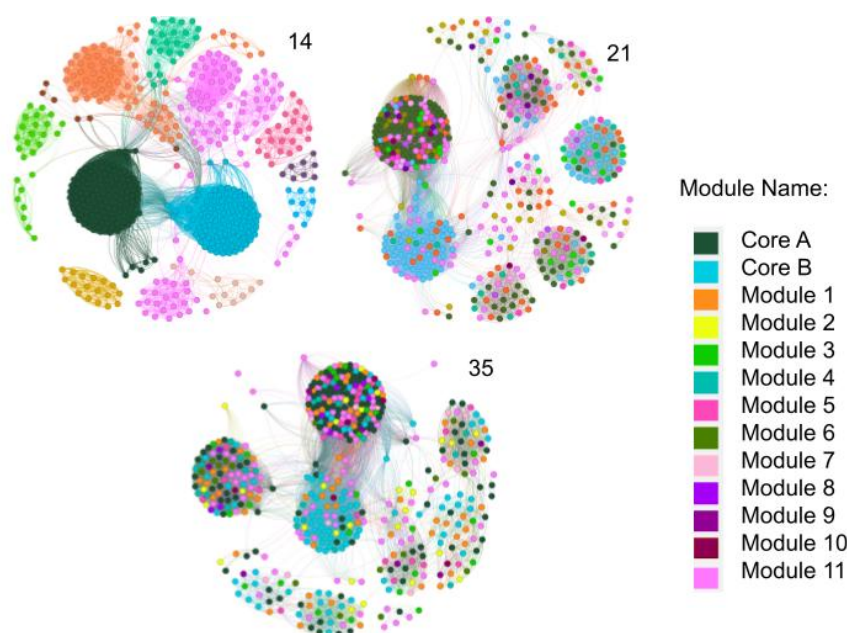 14
21
Module Name:
Core A
Core B
Module 1
Module 2
Module 3
Module 4
Module 5
Module 6
Module 7
Module 8
Module 9
Module 10
Module 11
35